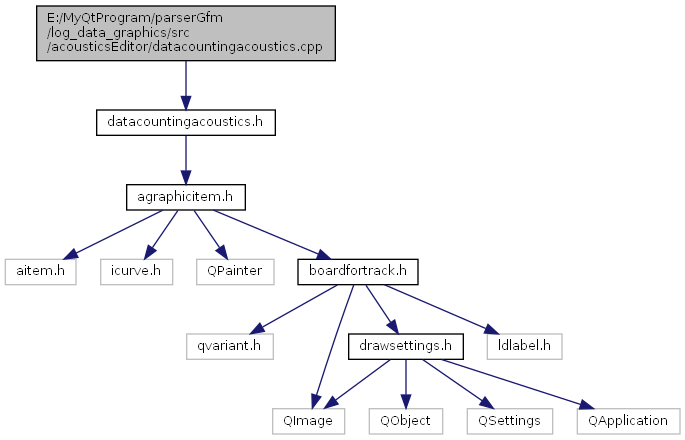 E:/MyQtProgram/parserGfm
/log_data_graphics/src
/acousticsEditor/datacountingacoustics.cpp
datacountingacoustics.h
agraphicitem.h
aitem.h
icurve.h
QPainter
boardfortrack.h
qvariant.h
drawsettings.h
ldlabel.h
QImage
QObject
QSettings
QApplication